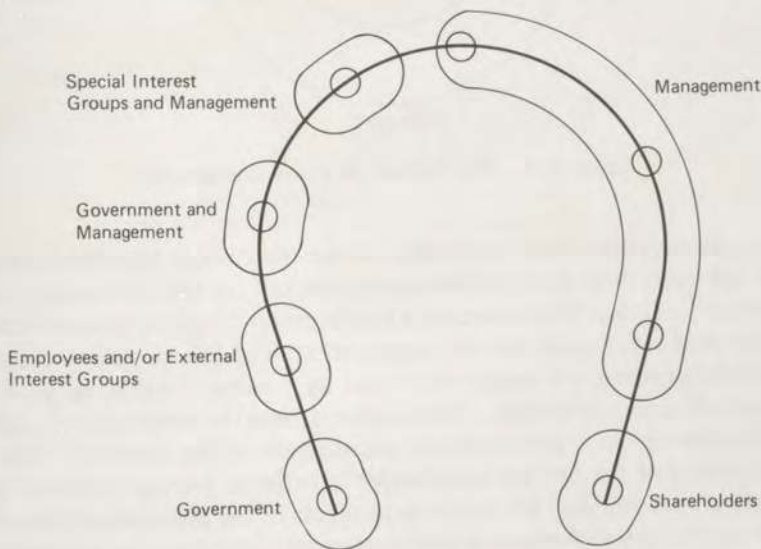 Special Interest
Groups and Management
Management
Government and
Management
Employees and/or External
Interest Groups
Government
Shareholders